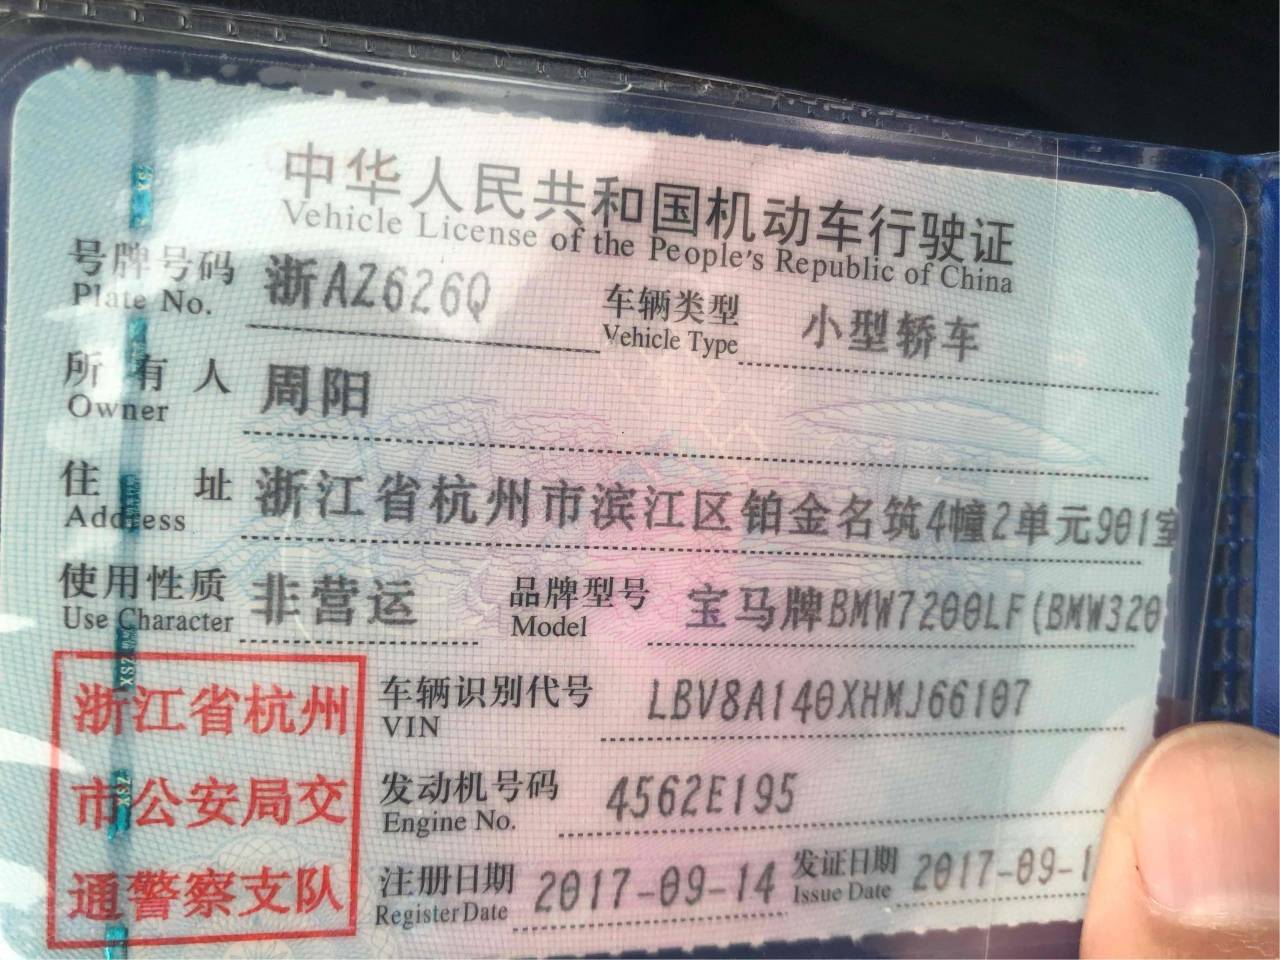 中华人民共和国机动车行驶证
Vehicle License of the People's Republic of China
号牌号码 浙AZ626Q 车辆类型 小型轿车
Plate No. Vehicle Type
所有人 周阳
Owner
住址 浙江省杭州市滨江区铂金名筑4幢2单元901室
Address
使用性质 非营运 品牌型号 宝马牌BMW7200LF(BMW320
Use Character Model
浙江省杭州
市公安局交
通警察支队
车辆识别代号 LBV8A140XHMJ66107
VIN
发动机号码 4562E195
Engine No.
注册日期 2017-09-14 发证日期 2017-09-1
Register Date Issue Date